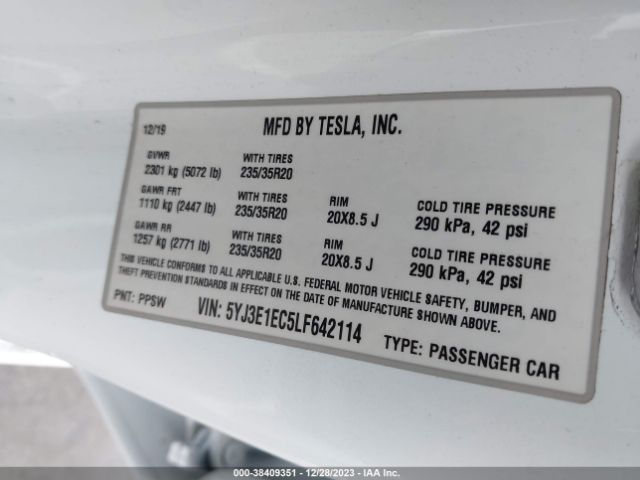 12/19 MFD BY TESLA, INC.
GVWR WITH TIRES
2301 kg (5072 lb) 235/35R20
GAWR FRT WITH TIRES RIM COLD TIRE PRESSURE
1110 kg (2447 lb) 235/35R20 20X8.5 J 290 kPa, 42 psi
GAWR RR WITH TIRES RIM COLD TIRE PRESSURE
1257 kg (2771 lb) 235/35R20 20X8.5 J 290 kPa, 42 psi
THIS VEHICLE CONFORMS TO ALL APPLICABLE U.S. FEDERAL MOTOR VEHICLE SAFETY, BUMPER, AND
THEFT PREVENTION STANDARDS IN EFFECT ON THE DATE OF MANUFACTURE SHOWN ABOVE.
PNT: PPSW VIN: 5YJ3E1EC5LF642114 TYPE: PASSENGER CAR
000-38409351 - 12/28/2023 - IAA Inc.